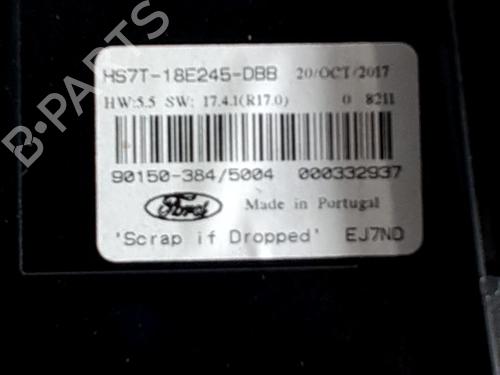 B-PARTS
HS7T-18E245-DBB 20/OCT/2017
HW:5.5 SW: 17.4.1(R17.0) 0 8211
90150-384/5004 000332937
Ford Made in Portugal
'Scrap if Dropped' EJ7ND